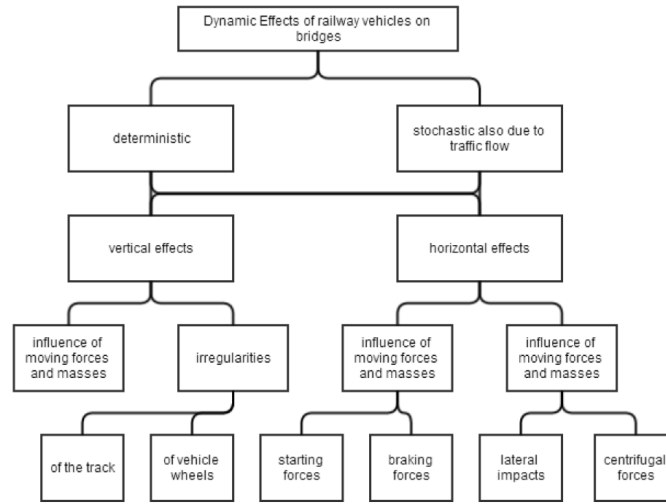 Dynamic Effects of railway vehicles on
bridges
deterministic
stochastic also due to
traffic flow
vertical effects
horizontal effects
influence of
moving forces
and masses
irregularities
influence of
moving forces
and masses
influence of
moving forces
and masses
of the track
of vehicle
wheels
starting
forces
braking
forces
lateral
impacts
centrifugal
forces